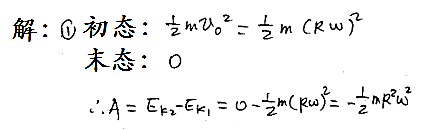 解：① 初态： ½mv₀² = ½m(Rω)²
末态： 0
∴A = Eₖ₂-Eₖ₁ = 0 - ½m(Rω)² = -½mR²ω²